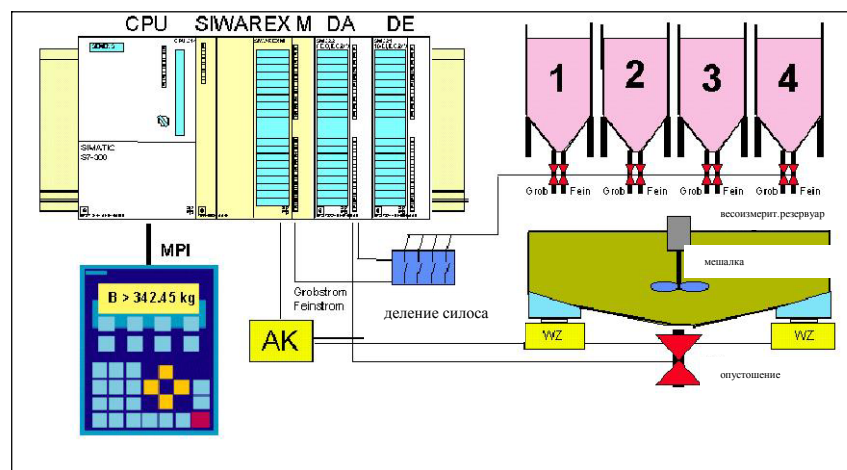 CPU SIWAREX M DA DE
SIEMENS
SIMATIC
S7-300
MPI
B > 342.45 kg
Grobstrom
Feinstrom
AK
деление силоса
1 2 3 4
Grob Fein Grob Fein Grob Fein Grob Fein
весоизмерит.резервуар
мешалка
WZ WZ
опустошение